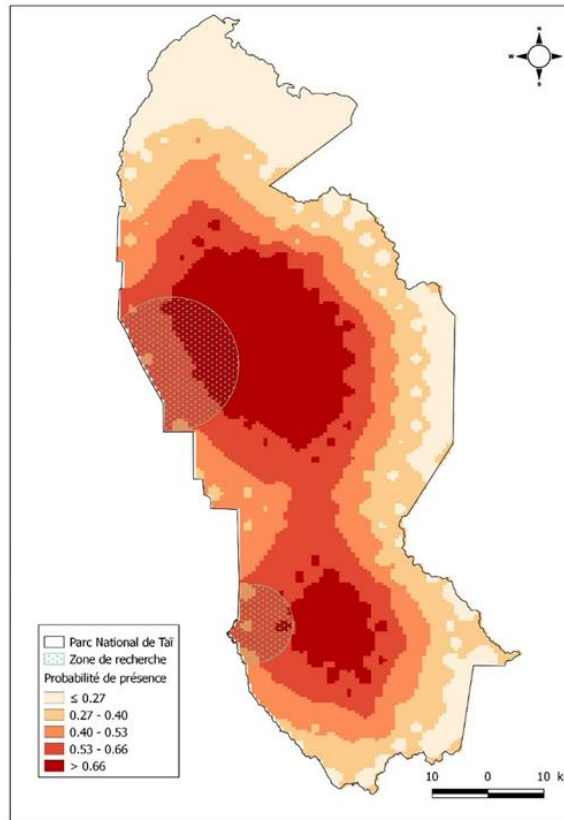 N
W
E
S
Parc National de Taï
Zone de recherche
Probabilité de présence
≤ 0.27
0.27 - 0.40
0.40 - 0.53
0.53 - 0.66
> 0.66
10 0 10 k